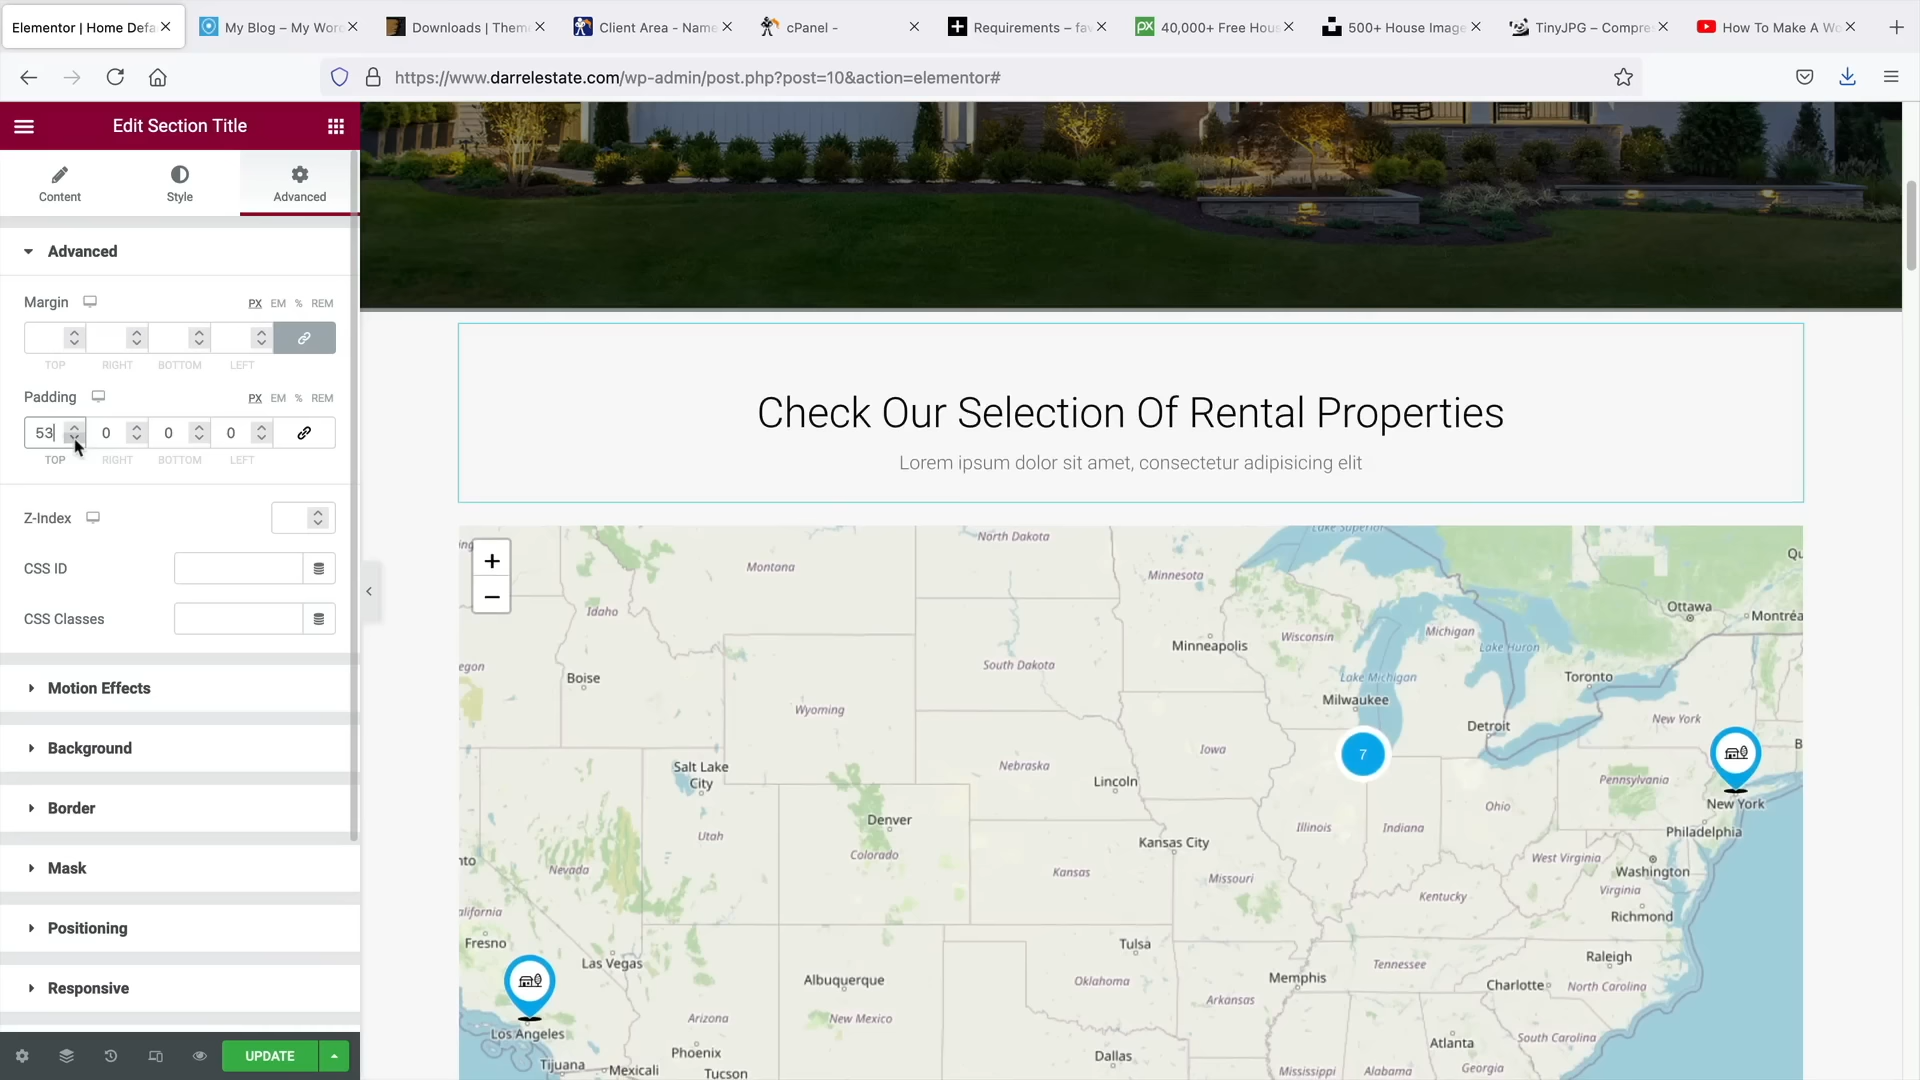 Elementor | Home Defa
My Blog – My Wor
Downloads | Them
Client Area - Name
cPanel -
Requirements – fa
40,000+ Free Hou
500+ House Image
TinyJPG – Compre
How To Make A Wo
https://www.darrelestate.com/wp-admin/post.php?post=10&action=elementor#
Edit Section Title
Content
Style
Advanced
Advanced
Margin
PX EM % REM
TOP RIGHT BOTTOM LEFT
Padding
PX EM % REM
53 0 0 0
TOP RIGHT BOTTOM LEFT
Z-Index
CSS ID
CSS Classes
Motion Effects
Background
Border
Mask
Positioning
Responsive
UPDATE
Check Our Selection Of Rental Properties
Lorem ipsum dolor sit amet, consectetur adipisicing elit
+
−
Lake Superior
North Dakota
Montana
Minnesota
Idaho
Ottawa
Montréa
Minneapolis
Wisconsin
Michigan
Lake Huron
egon
Boise
South Dakota
Lake Michigan
Toronto
Milwaukee
Wyoming
Detroit
New York
Iowa
7
Salt Lake
City
Nebraska
Lincoln
Pennsylvania
New York
Denver
Utah
Ohio
Illinois
Indiana
Philadelphia
nto
Colorado
Kansas City
West Virginia
Nevada
Kansas
Missouri
Washington
Virginia
Kentucky
Richmond
alifornia
Fresno
Las Vegas
Tulsa
Raleigh
Albuquerque
Oklahoma
Memphis
Tennessee
Charlotte
North Carolina
Arkansas
Arizona
New Mexico
Los Angeles
Atlanta
South Carolina
Phoenix
Dallas
Tijuana
Mexicali
Tucson
Mississippi
Alabama
Georgia